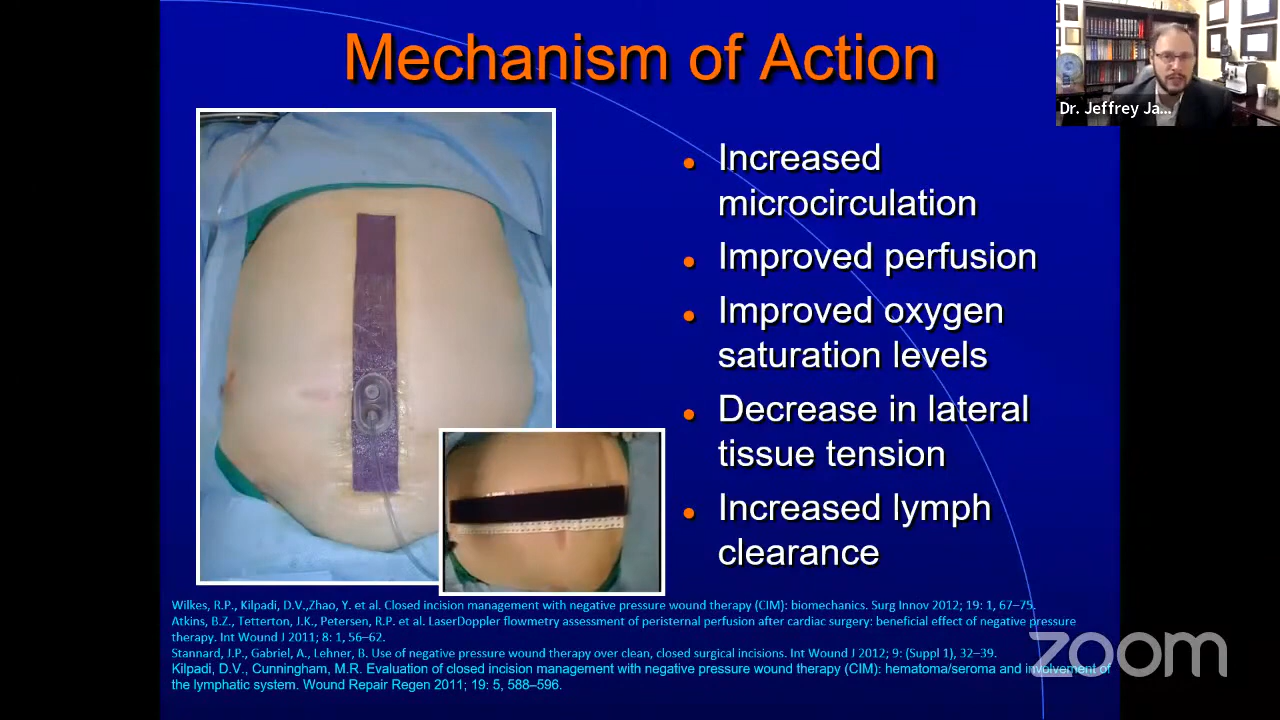 Mechanism of Action
Dr. Jeffrey Ja...
Increased
microcirculation
Improved perfusion
Improved oxygen
saturation levels
Decrease in lateral
tissue tension
Increased lymph
clearance
Wilkes, R.P., Kilpadi, D.V.,Zhao, Y. et al. Closed incision management with negative pressure wound therapy (CIM): biomechanics. Surg Innov 2012; 19: 1, 67–75.
Atkins, B.Z., Tetterton, J.K., Petersen, R.P. et al. LaserDoppler flowmetry assessment of peristernal perfusion after cardiac surgery: beneficial effect of negative pressure
therapy. Int Wound J 2011; 8: 1, 56–62.
Stannard, J.P., Gabriel, A., Lehner, B. Use of negative pressure wound therapy over clean, closed surgical incisions. Int Wound J 2012; 9: (Suppl 1), 32–39.
Kilpadi, D.V., Cunningham, M.R. Evaluation of closed incision management with negative pressure wound therapy (CIM): hematoma/seroma and involvement of
the lymphatic system. Wound Repair Regen 2011; 19: 5, 588–596.
zoom